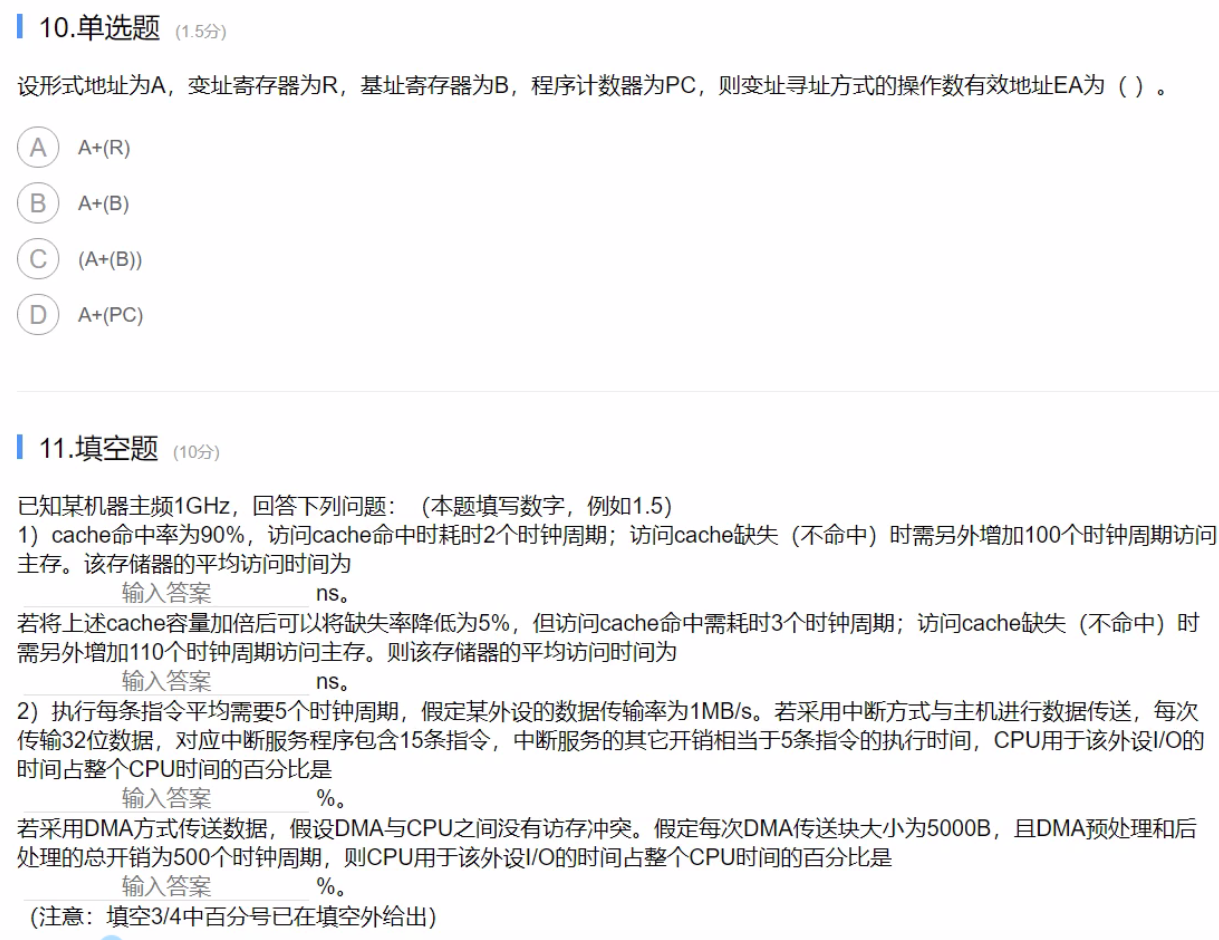 10.单选题 (1.5分)
设形式地址为A，变址寄存器为R，基址寄存器为B，程序计数器为PC，则变址寻址方式的操作数有效地址EA为（ ）。
A A+(R)
B A+(B)
C (A+(B))
D A+(PC)
11.填空题 (10分)
已知某机器主频1GHz，回答下列问题：（本题填写数字，例如1.5）
1）cache命中率为90%，访问cache命中时耗时2个时钟周期；访问cache缺失（不命中）时需另外增加100个时钟周期访问
主存。该存储器的平均访问时间为
输入答案 ns。
若将上述cache容量加倍后可以将缺失率降低为5%，但访问cache命中需耗时3个时钟周期；访问cache缺失（不命中）时
需另外增加110个时钟周期访问主存。则该存储器的平均访问时间为
输入答案 ns。
2）执行每条指令平均需要5个时钟周期，假定某外设的数据传输率为1MB/s。若采用中断方式与主机进行数据传送，每次
传输32位数据，对应中断服务程序包含15条指令，中断服务的其它开销相当于5条指令的执行时间，CPU用于该外设I/O的
时间占整个CPU时间的百分比是
输入答案 %。
若采用DMA方式传送数据，假设DMA与CPU之间没有访存冲突。假定每次DMA传送块大小为5000B，且DMA预处理和后
处理的总开销为500个时钟周期，则CPU用于该外设I/O的时间占整个CPU时间的百分比是
输入答案 %。
（注意：填空3/4中百分号已在填空外给出）